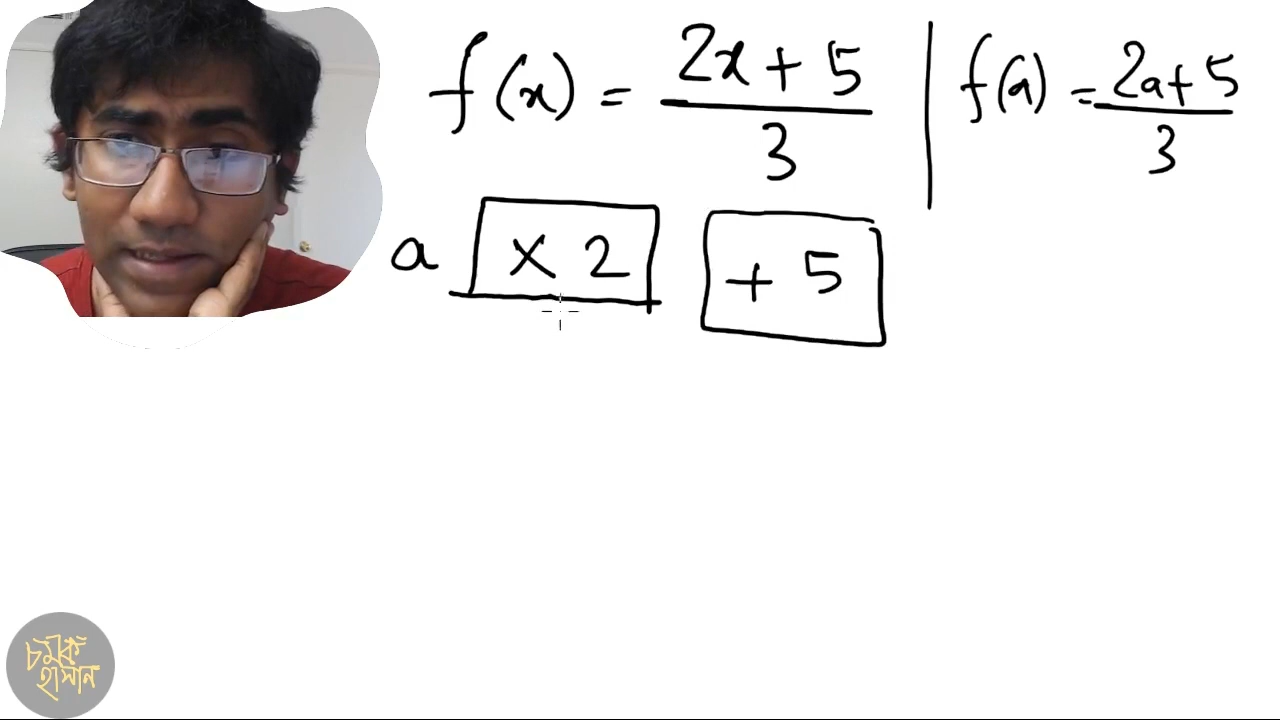 f(x) = (2x + 5)/3 | f(a) = (2a + 5)/3
a × 2 + 5
চমক
হাসান